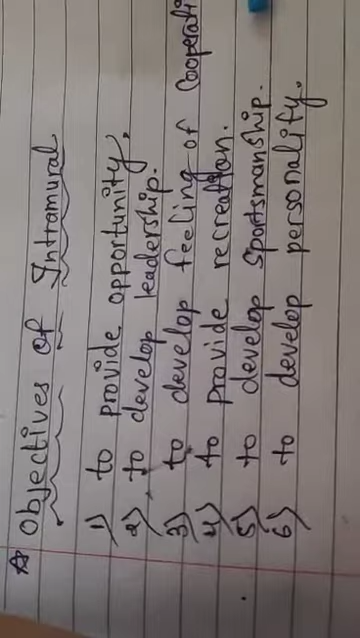 Objectives of Intramural
1) to provide opportunity.
2) to develop leadership.
3) to develop feeling of Cooperati
4) to provide recreation.
5) to develop sportsmanship.
6) to develop personality.